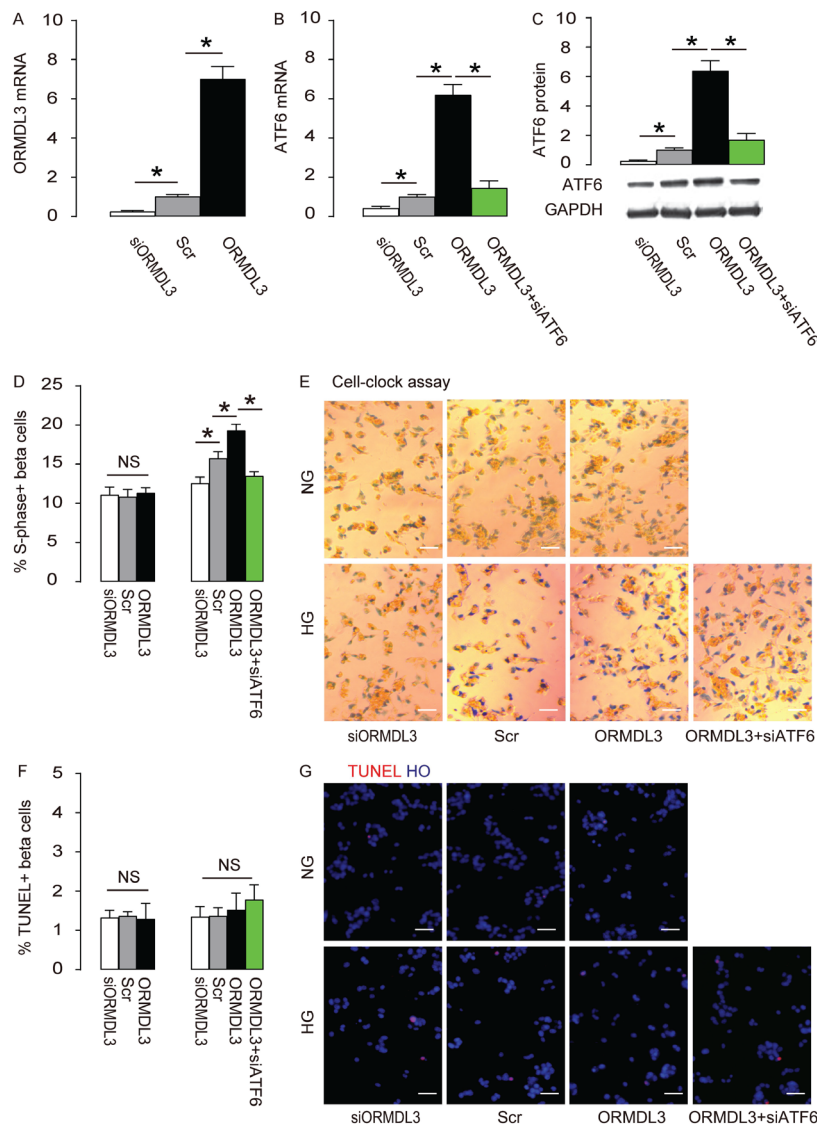 A
ORMDL3 mRNA
10
8
6
4
2
0
*
*
siORMDL3
Scr
ORMDL3
B
ATF6 mRNA
10
8
6
4
2
0
*
*
*
siORMDL3
Scr
ORMDL3
ORMDL3+siATF6
C
ATF6 protein
10
8
6
4
2
0
*
*
*
ATF6
GAPDH
siORMDL3
Scr
ORMDL3
ORMDL3+siATF6
D
% S-phase+ beta cells
25
20
15
10
5
0
NS
*
*
*
siORMDL3
Scr
ORMDL3
siORMDL3
Scr
ORMDL3
ORMDL3+siATF6
E Cell-clock assay
NG
HG
siORMDL3 Scr ORMDL3 ORMDL3+siATF6
F
% TUNEL+ beta cells
5
4
3
2
1
0
NS
NS
siORMDL3
Scr
ORMDL3
siORMDL3
Scr
ORMDL3
ORMDL3+siATF6
G TUNEL HO
NG
HG
siORMDL3 Scr ORMDL3 ORMDL3+siATF6